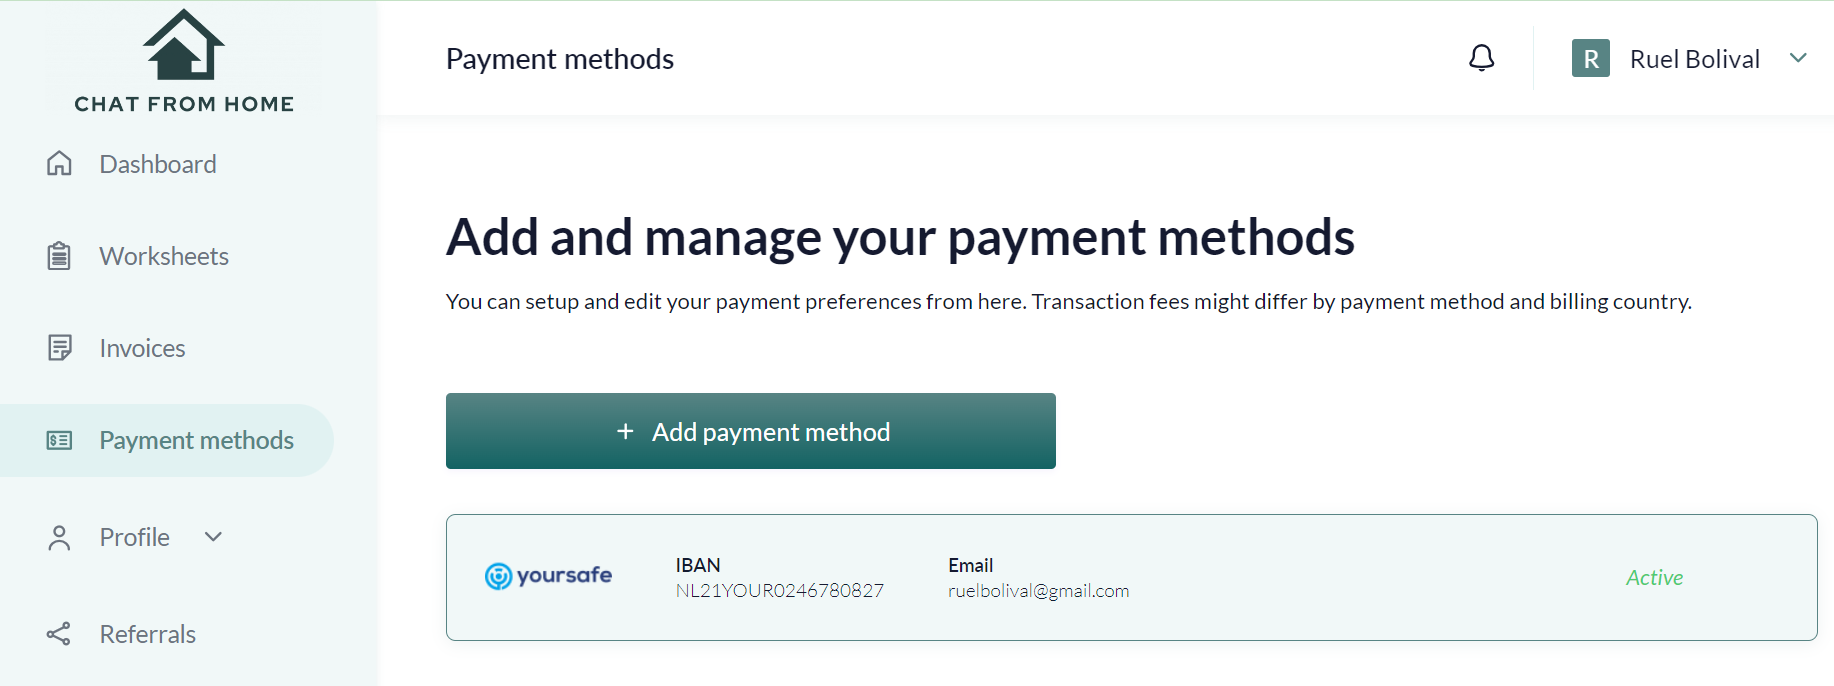 CHAT FROM HOME
Dashboard
Worksheets
Invoices
Payment methods
Profile
Referrals
Payment methods
R Ruel Bolival
Add and manage your payment methods
You can setup and edit your payment preferences from here. Transaction fees might differ by payment method and billing country.
+ Add payment method
yoursafe
IBAN
NL21YOUR0246780827
Email
ruelbolival@gmail.com
Active